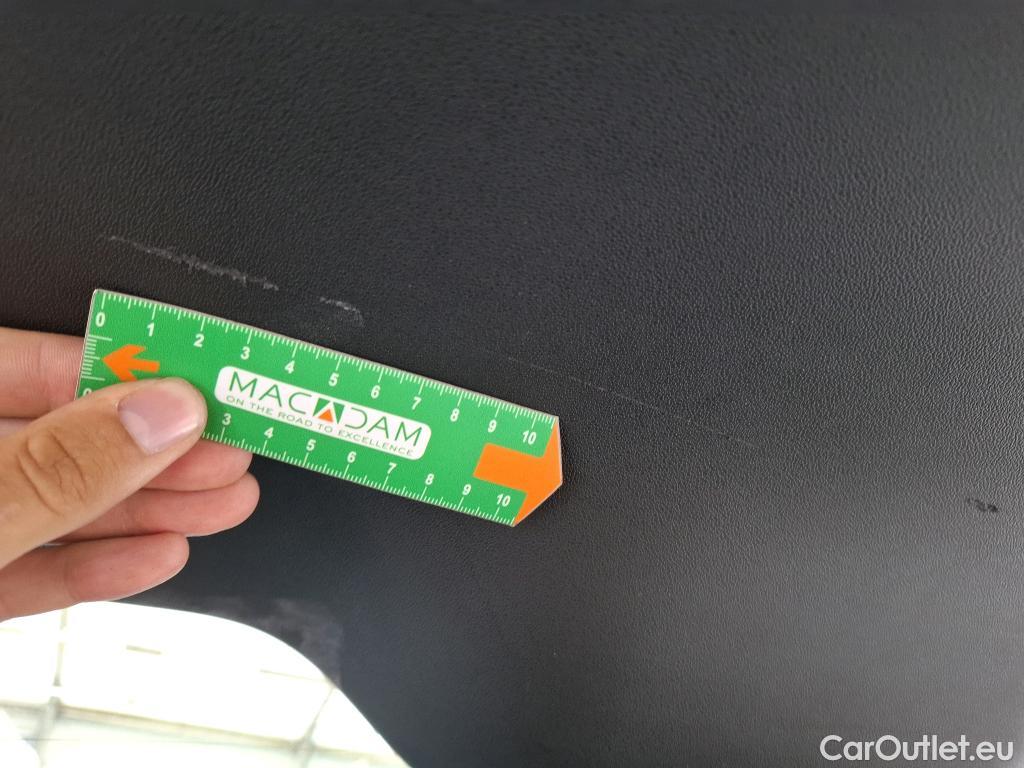 0 1 2 3 4 5 6 7 8 9 10
MACADAM
ON THE ROAD TO EXCELLENCE
3 4 5 6 7 8 9 10
CarOutlet.eu